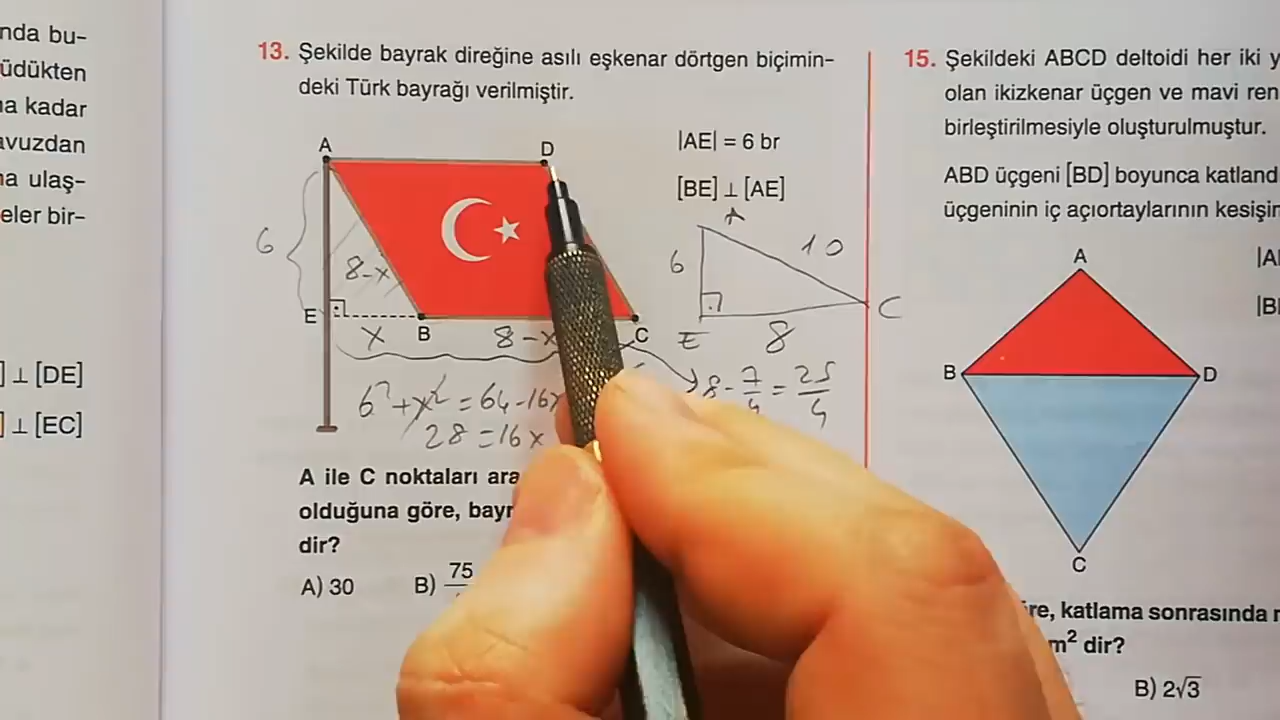 nda bu-
üdükten
a kadar
avuzdan
a ulaş-
eler bir-
] ⊥ [DE]
] ⊥ [EC]
13. Şekilde bayrak direğine asılı eşkenar dörtgen biçimin-
deki Türk bayrağı verilmiştir.
|AE| = 6 br
[BE] ⊥ [AE]
A
D
E
B
C
6
8-x
x
8-x
A
6
10
E
8
C
6² + x² = 64 - 16x
28 = 16x
8 - 7/4 = 25/4
A ile C noktaları ara
olduğuna göre, bayr
dir?
A) 30 B) 75
15. Şekildeki ABCD deltoidi her iki y
olan ikizkenar üçgen ve mavi ren
birleştirilmesiyle oluşturulmuştur.
ABD üçgeni [BD] boyunca katland
üçgeninin iç açıortaylarının kesişin
A
B
D
C
|A
|B
re, katlama sonrasında
m² dir?
B) 2√3